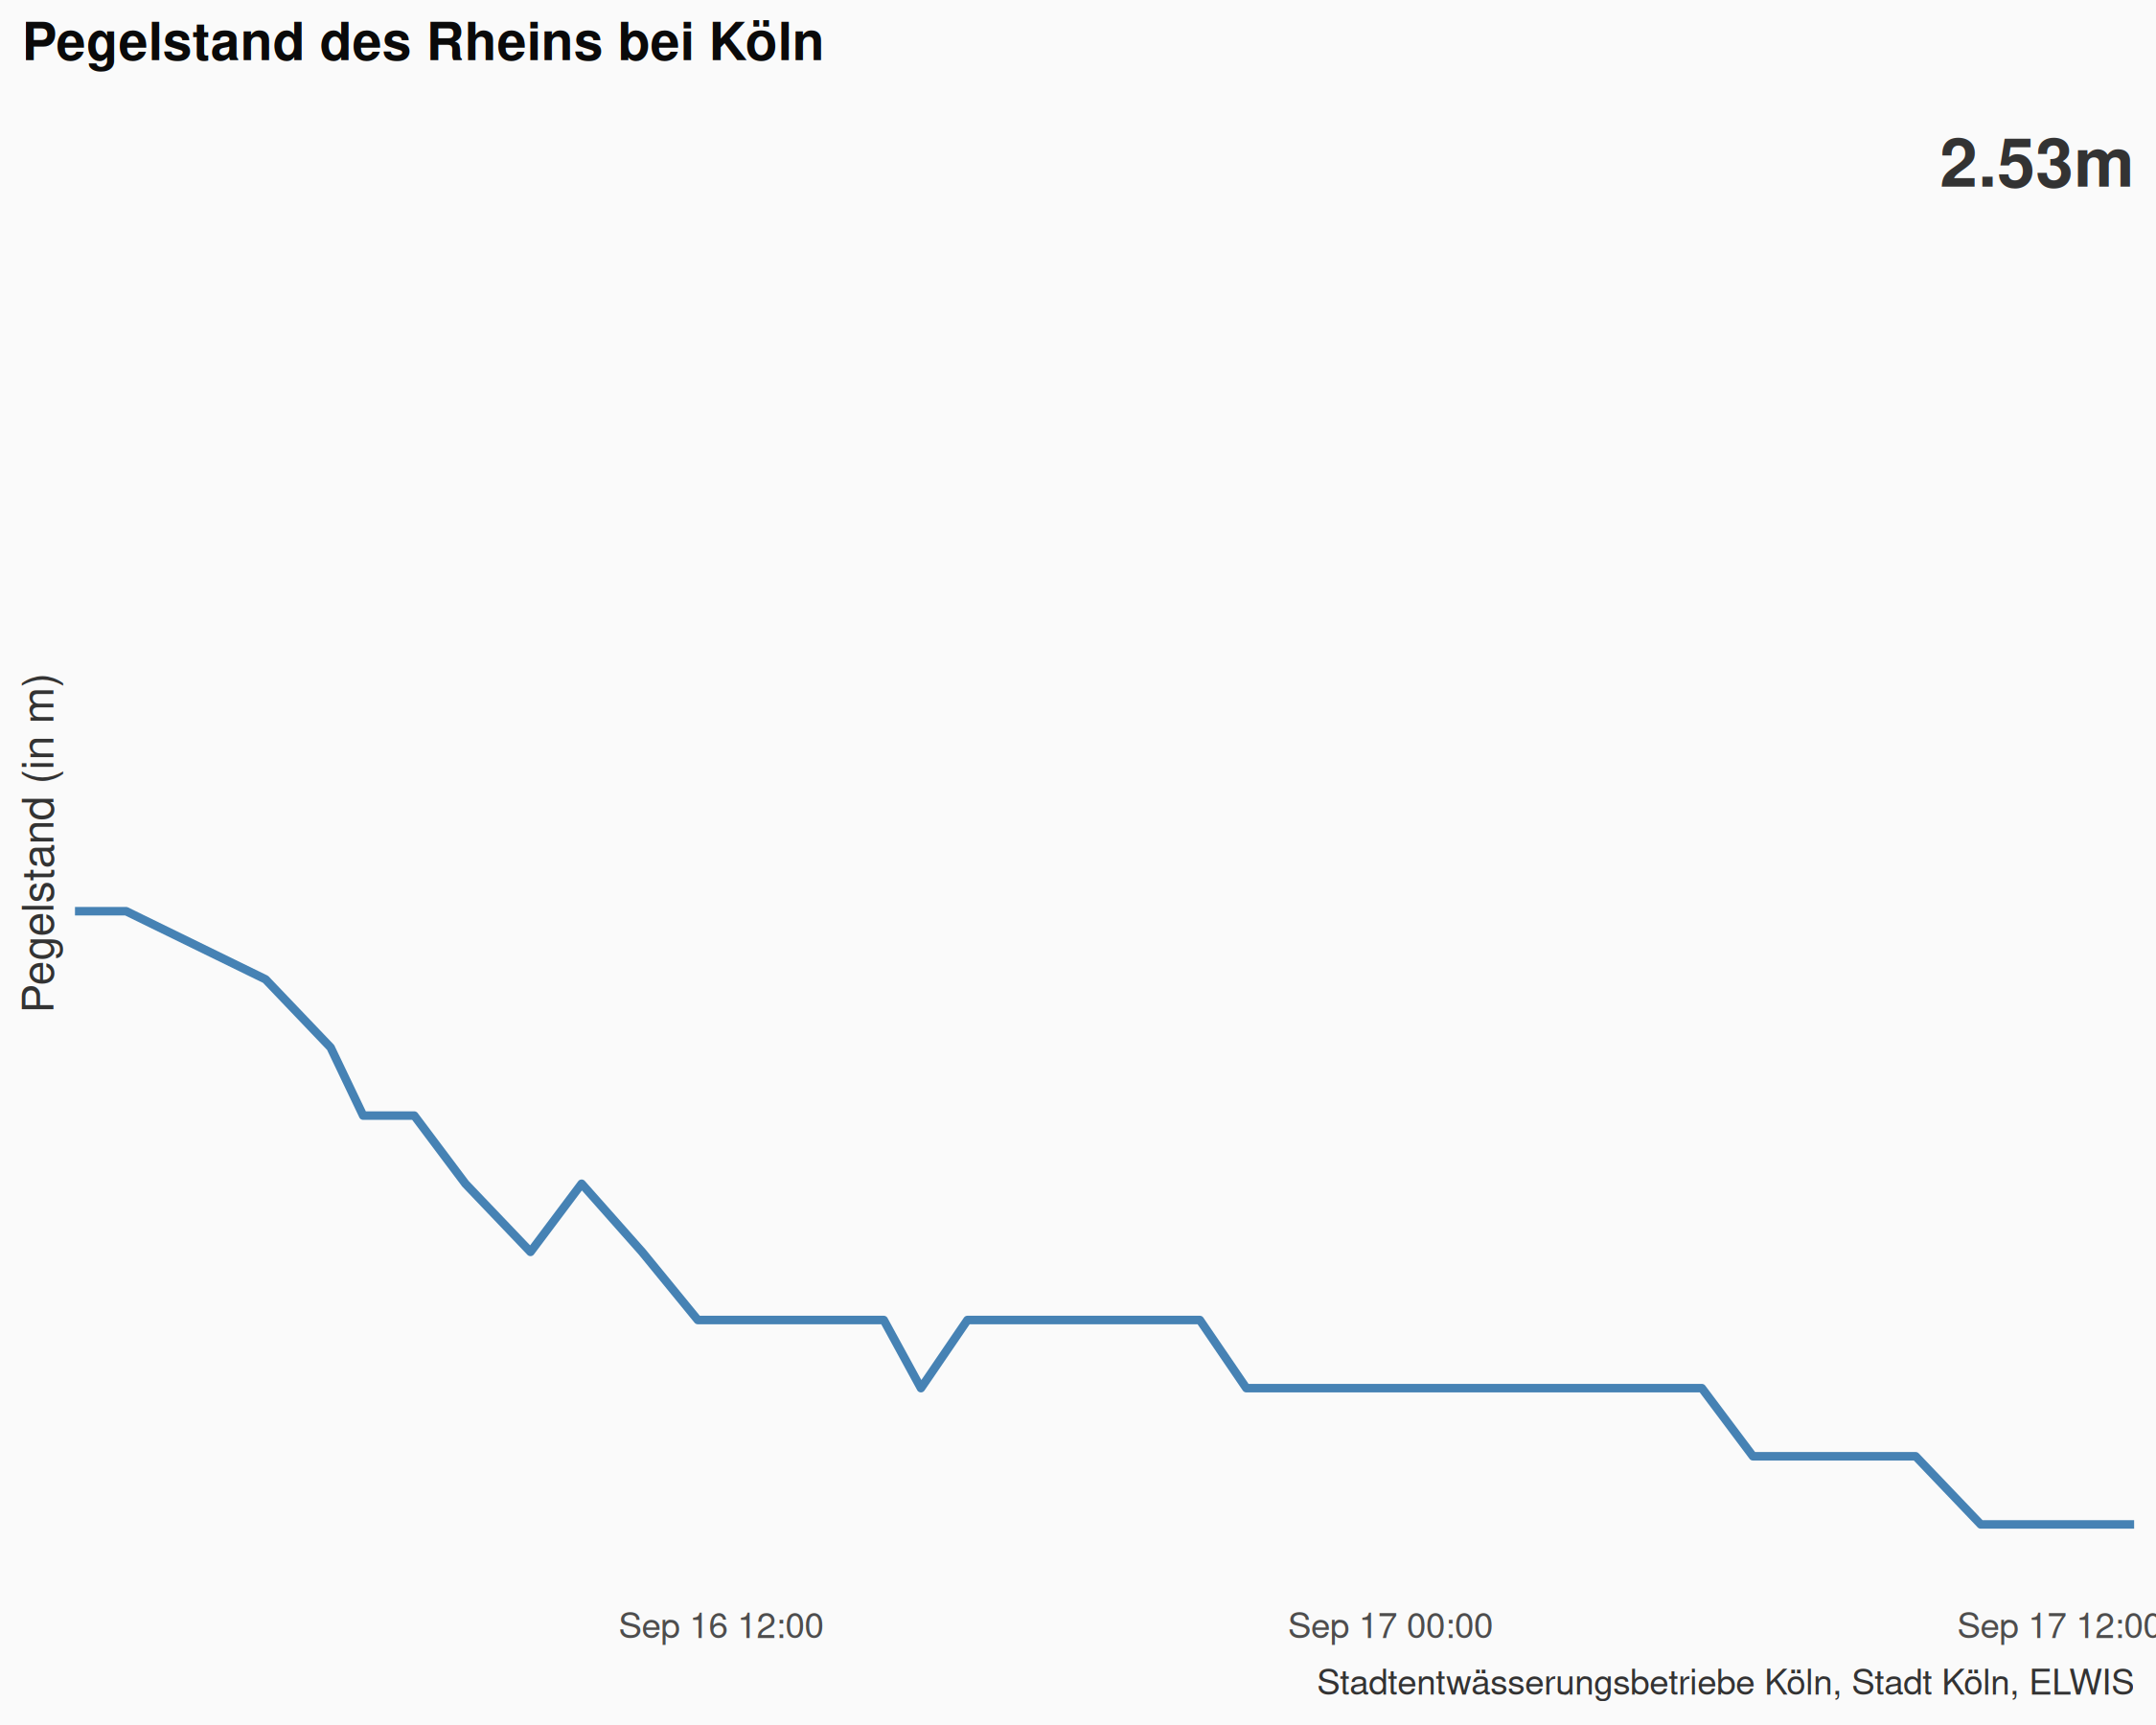 Pegelstand des Rheins bei Köln
2.53m
Pegelstand (in m)
Sep 16 12:00
Sep 17 00:00
Sep 17 12:00
Stadtentwässerungsbetriebe Köln, Stadt Köln, ELWIS